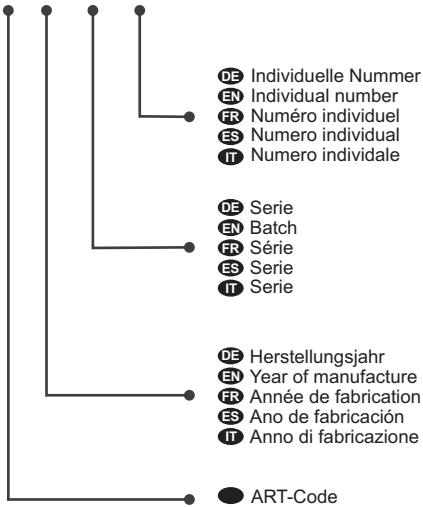 DE Individuelle Nummer
EN Individual number
FR Numéro individuel
ES Numero individual
IT Numero individale
DE Serie
EN Batch
FR Série
ES Serie
IT Serie
DE Herstellungsjahr
EN Year of manufacture
FR Année de fabrication
ES Ano de fabricación
IT Anno di fabricazione
ART-Code